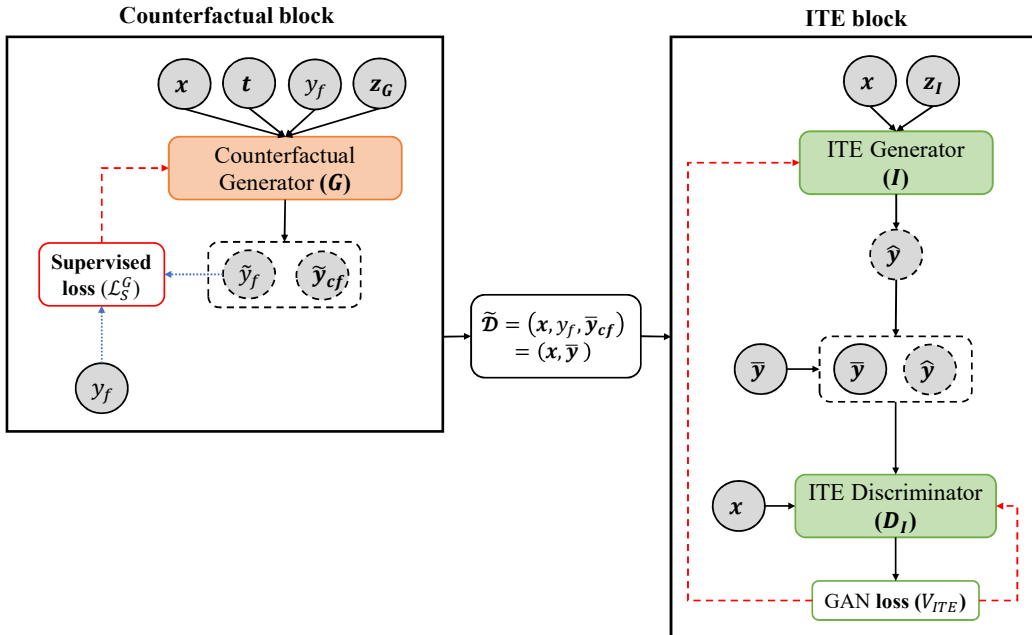 Counterfactual block
x t y_f z_G
Counterfactual
Generator (G)
Supervised
loss (ℒ_S^G)
ỹ_f ỹ_cf
y_f
𝒟̃ = (x, y_f, ȳ_cf)
= (x, ȳ )
ITE block
x z_I
ITE Generator
(I)
ŷ
ȳ ȳ ŷ
x
ITE Discriminator
(D_I)
GAN loss (V_ITE)